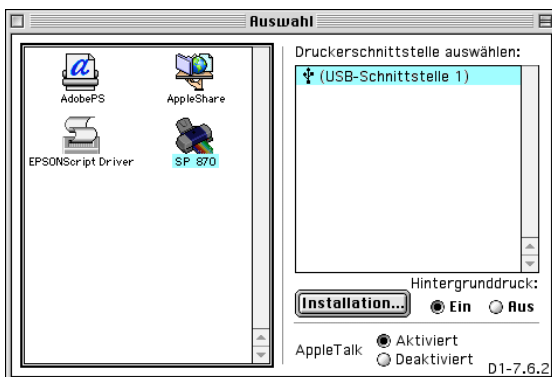 Auswahl
AdobePS
AppleShare
EPSONScript Driver
SP 870
Druckerschnittstelle auswählen:
(USB-Schnittstelle 1)
Hintergrunddruck:
Installation...
Ein
Aus
AppleTalk
Aktiviert
Deaktiviert
D1-7.6.2